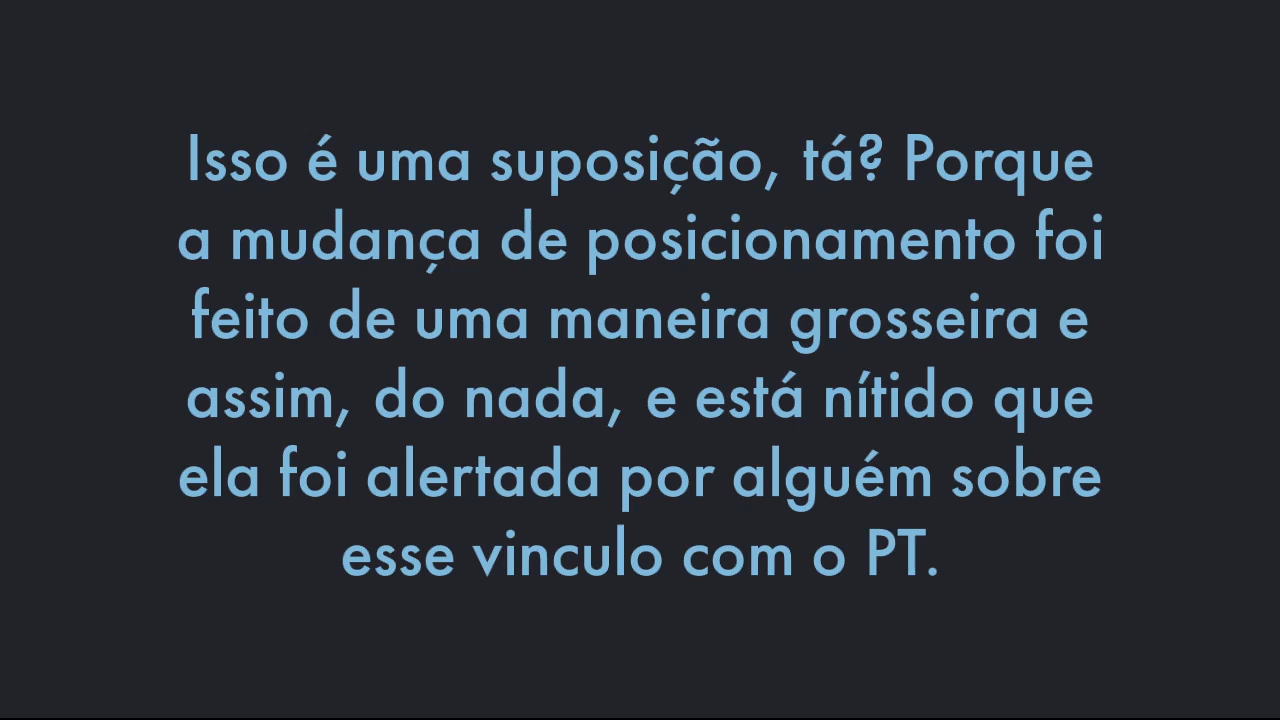 Isso é uma suposição, tá? Porque
a mudança de posicionamento foi
feito de uma maneira grosseira e
assim, do nada, e está nítido que
ela foi alertada por alguém sobre
esse vinculo com o PT.